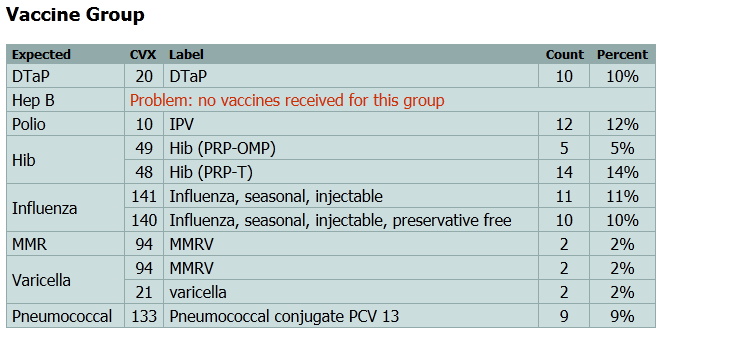 Vaccine Group
Expected CVX Label Count Percent
DTaP 20 DTaP 10 10%
Hep B Problem: no vaccines received for this group
Polio 10 IPV 12 12%
Hib 49 Hib (PRP-OMP) 5 5%
48 Hib (PRP-T) 14 14%
Influenza 141 Influenza, seasonal, injectable 11 11%
140 Influenza, seasonal, injectable, preservative free 10 10%
MMR 94 MMRV 2 2%
Varicella 94 MMRV 2 2%
21 varicella 2 2%
Pneumococcal 133 Pneumococcal conjugate PCV 13 9 9%